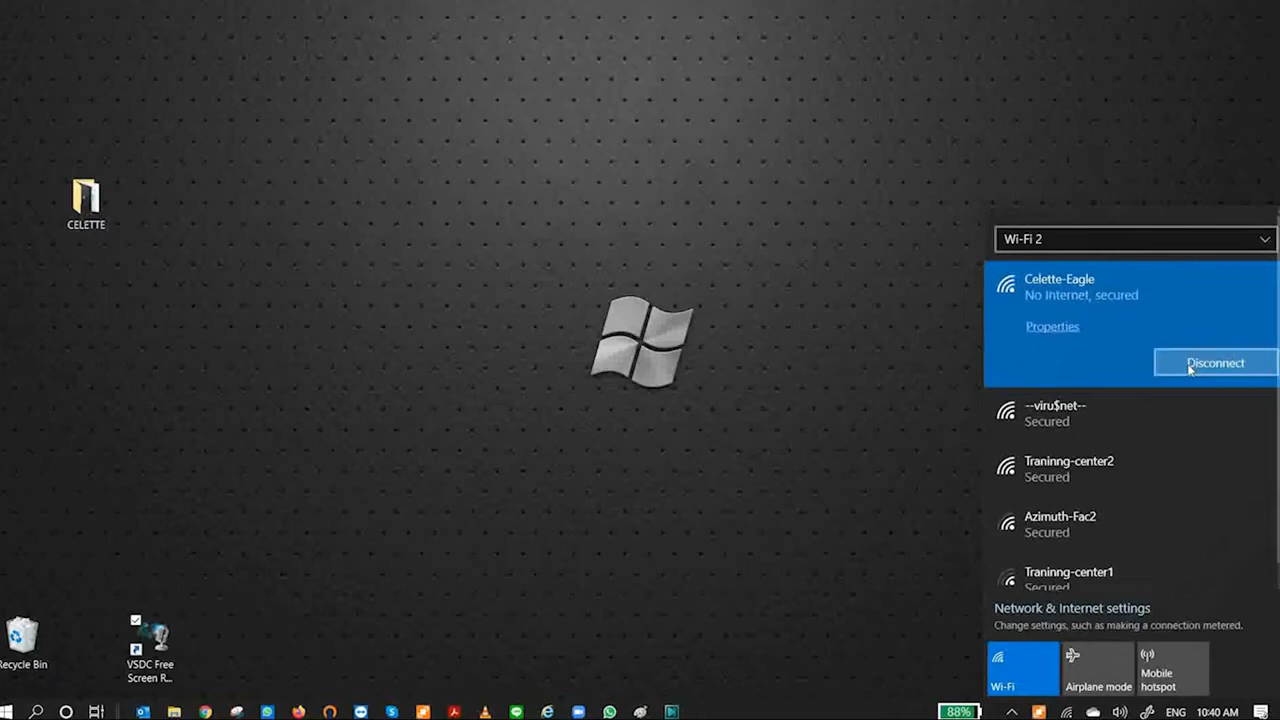 CELETTE
Wi-Fi 2
Celette-Eagle
No Internet, secured
Properties
Disconnect
--viru$net--
Secured
Traninng-center2
Secured
Azimuth-Fac2
Secured
Traninng-center1
Secured
Network & Internet settings
Change settings, such as making a connection metered.
Wi-Fi
Airplane mode
Mobile
hotspot
Recycle Bin
VSDC Free
Screen R...
88%
ENG
10:40 AM